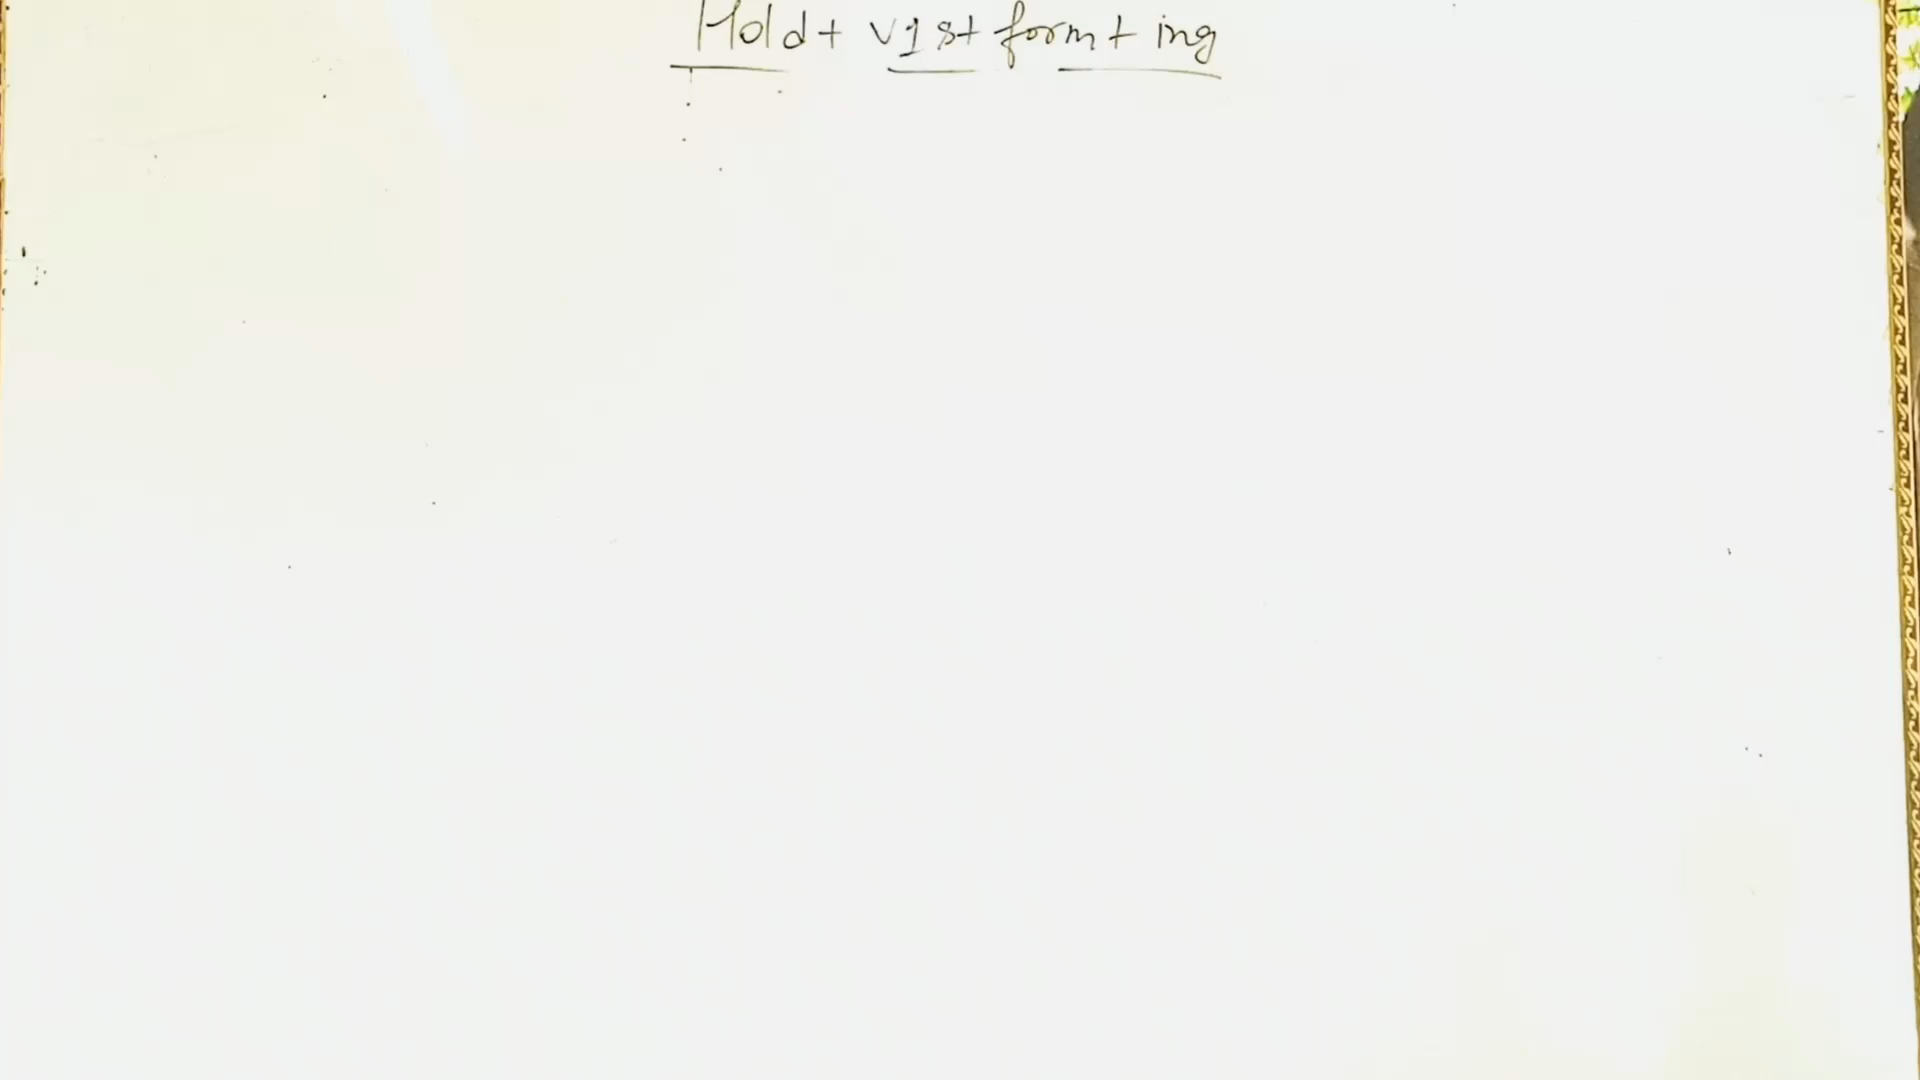 Hold + v1st form + ing